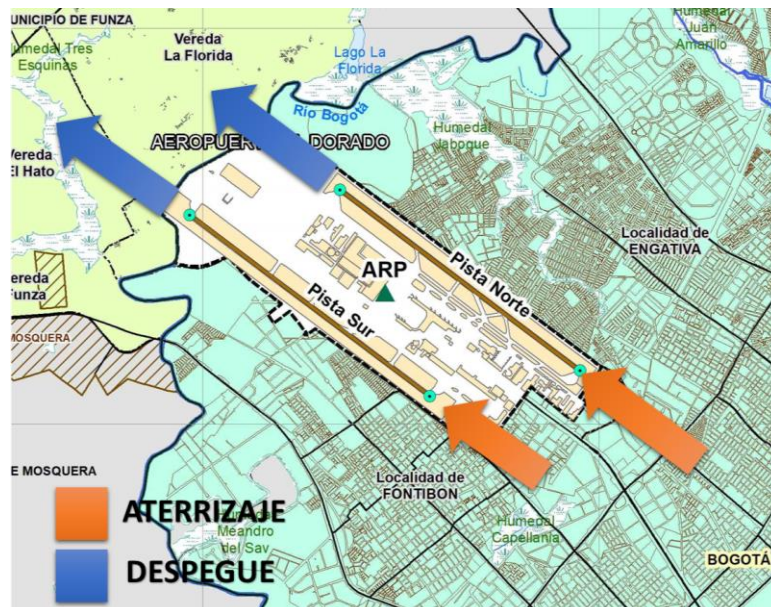 MUNICIPIO DE FUNZA
Humedal Tres
Esquinas
Vereda
La Florida
Lago La
Florida
Humedal
Juan
Amarillo
Río Bogotá
AEROPUER
L DORADO
Humedal
Jaboque
Vereda
El Hato
Localidad de
ENGATIVA
ARP
Pista Norte
Pista Sur
Vereda
Funza
MOSQUERA
E MOSQUERA
Localidad de
FONTIBON
ATERRIZAJE
Meandro
del Say
Humedal
Capellanía
DESPEGUE
BOGOTÁ